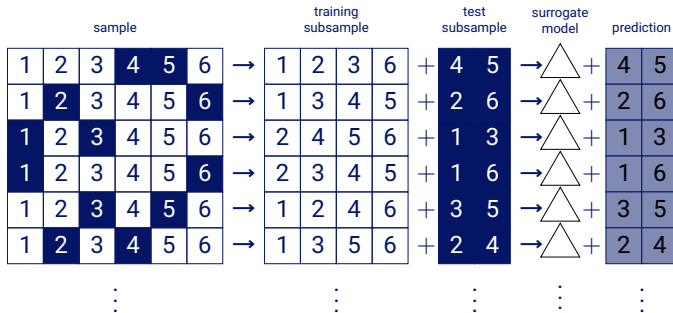 sample training subsample test subsample surrogate model prediction
1 2 3 4 5 6 → 1 2 3 6 + 4 5 → + 4 5
1 2 3 4 5 6 → 1 3 4 5 + 2 6 → + 2 6
1 2 3 4 5 6 → 2 4 5 6 + 1 3 → + 1 3
1 2 3 4 5 6 → 2 3 4 5 + 1 6 → + 1 6
1 2 3 4 5 6 → 1 2 4 6 + 3 5 → + 3 5
1 2 3 4 5 6 → 1 3 5 6 + 2 4 → + 2 4
⋮ ⋮ ⋮ ⋮ ⋮